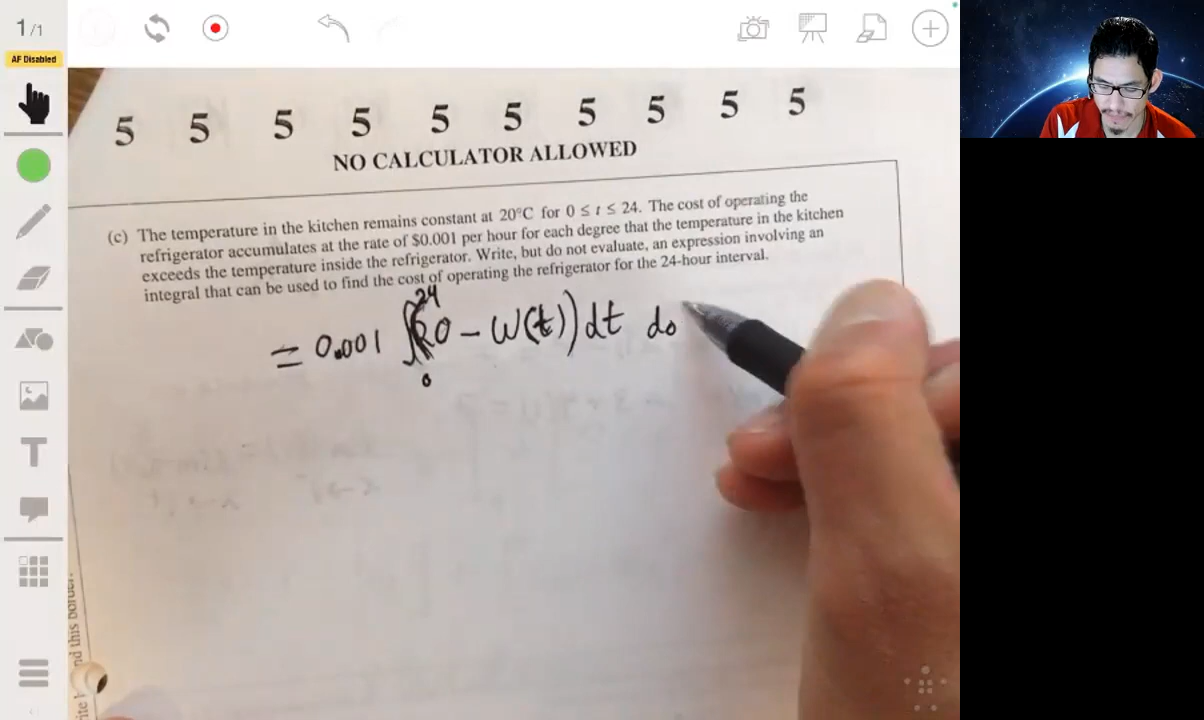 1/1
AF Disabled
5 5 5 5 5 5 5 5 5 5
NO CALCULATOR ALLOWED
(c) The temperature in the kitchen remains constant at 20°C for 0 ≤ t ≤ 24. The cost of operating the
refrigerator accumulates at the rate of $0.001 per hour for each degree that the temperature in the kitchen
exceeds the temperature inside the refrigerator. Write, but do not evaluate, an expression involving an
integral that can be used to find the cost of operating the refrigerator for the 24-hour interval.
= 0.001 ∫₀²⁴ (20 - W(t)) dt do
nd this border.
T